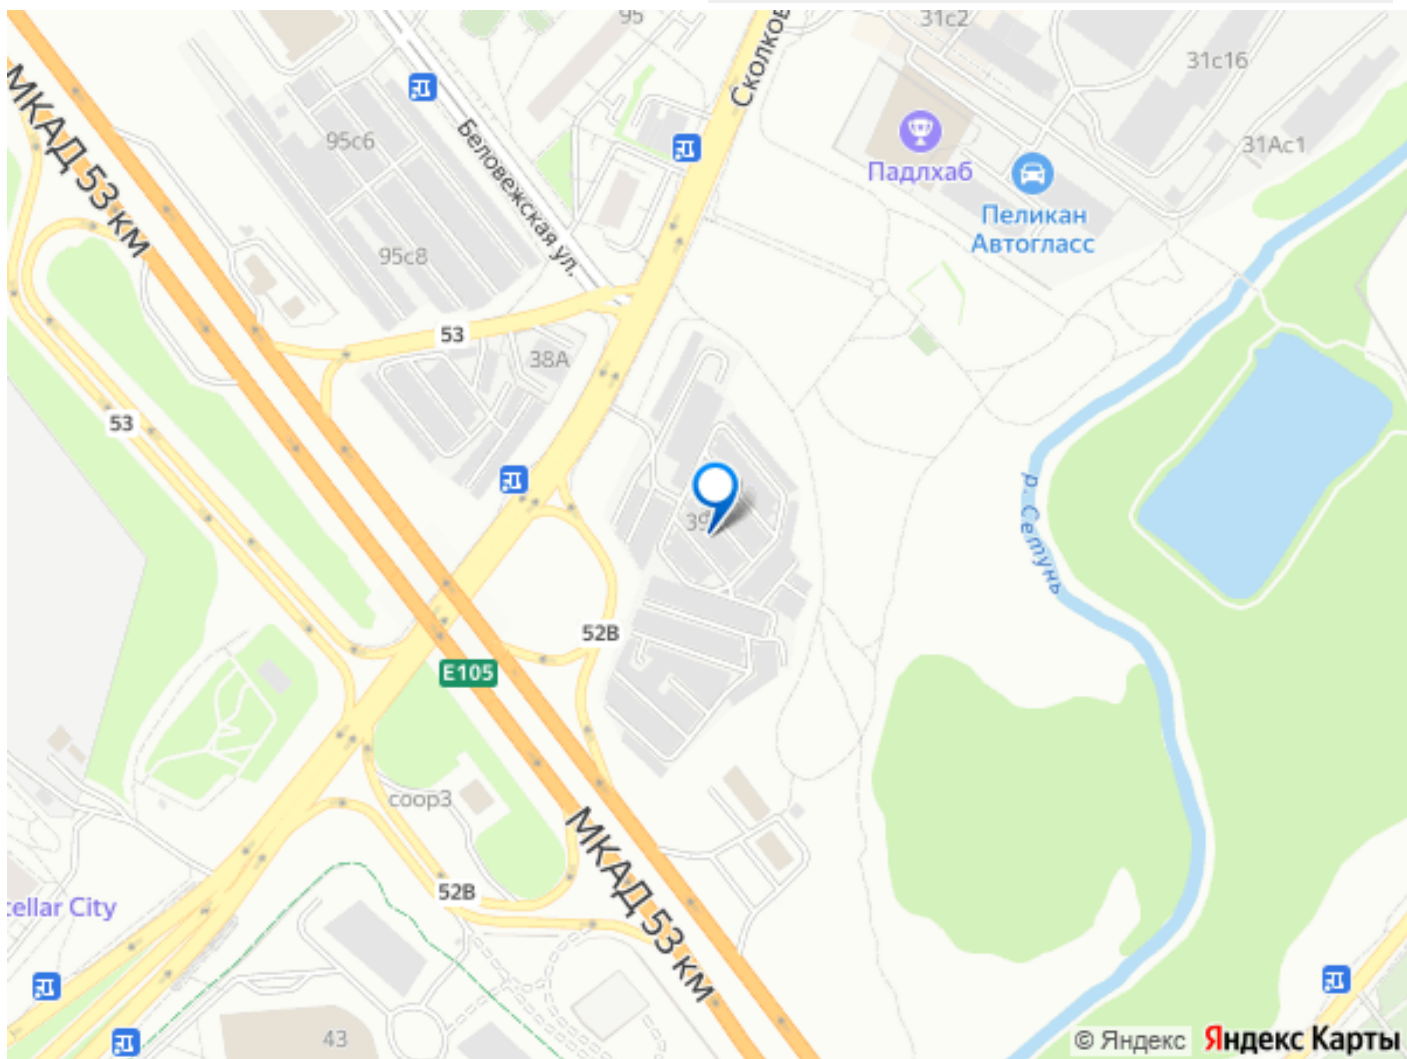 95
31с2
Сколков
31с16
95с6
Беловежская ул.
МКАД 53 км
31Ас1
Падлхаб
Пеликан
Автогласс
95с8
53
38А
53
р. Сетунь
52В
E105
соор3
МКАД 53 км
52В
cellar City
43
© Яндекс
Яндекс Карты